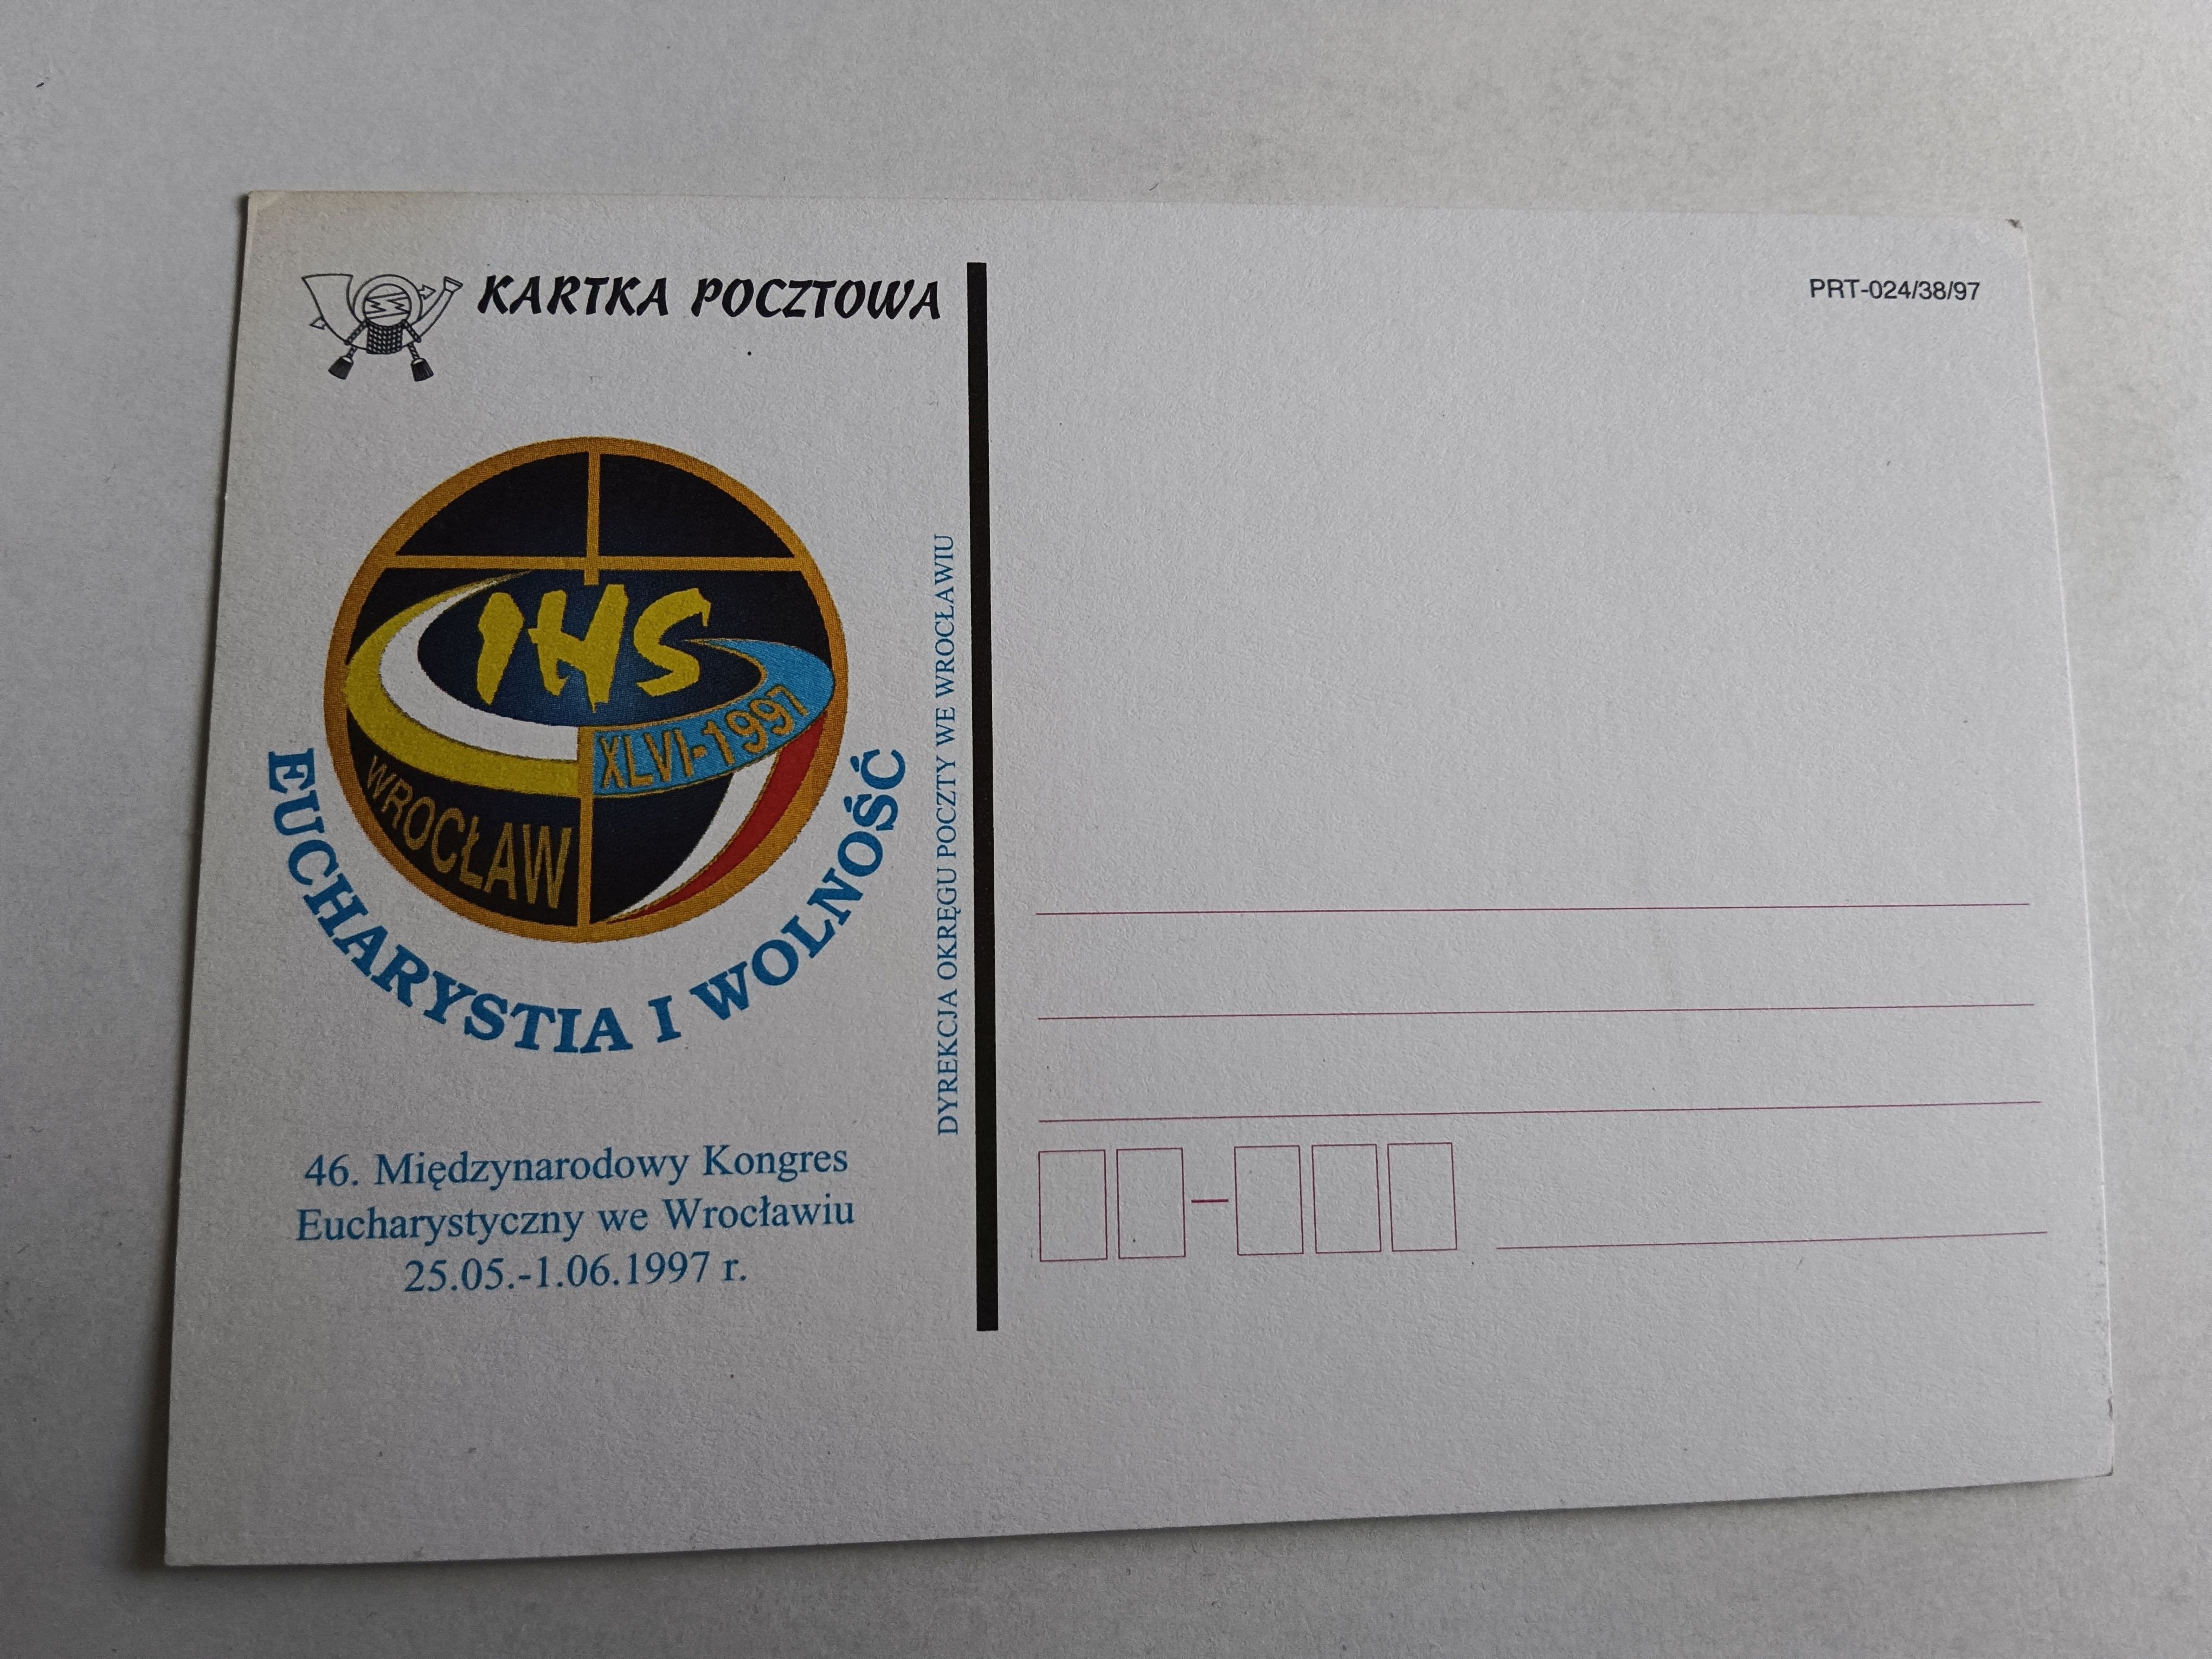 KARTKA POCZTOWA
PRT-024/38/97
IHS
XLVI-1997
WROCŁAW
EUCHARYSTIA I WOLNOŚĆ
DYREKCJA OKRĘGU POCZTY WE WROCŁAWIU
46. Międzynarodowy Kongres
Eucharystyczny we Wrocławiu
25.05.-1.06.1997 r.